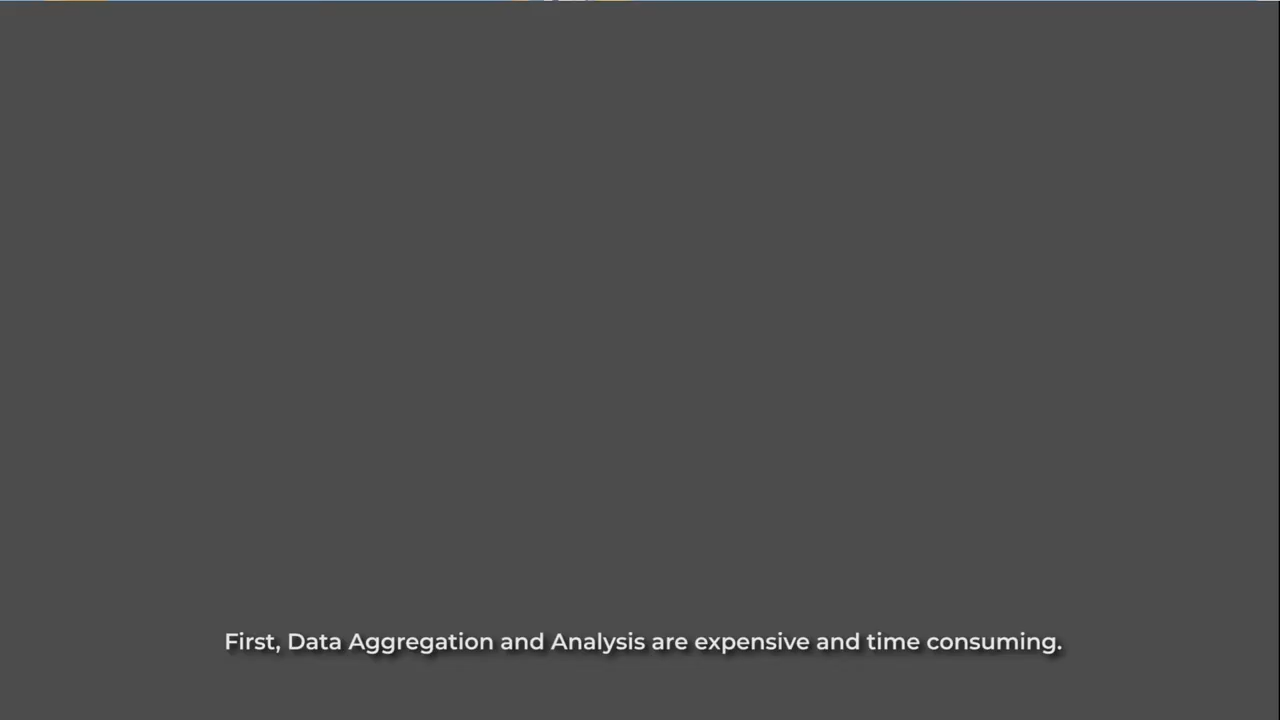 First, Data Aggregation and Analysis are expensive and time consuming.